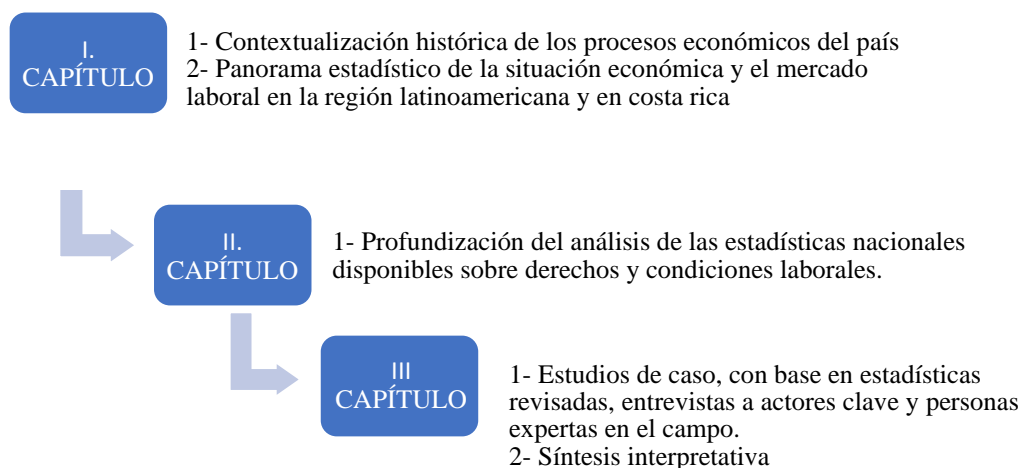 I.
CAPÍTULO
1- Contextualización histórica de los procesos económicos del país
2- Panorama estadístico de la situación económica y el mercado
laboral en la región latinoamericana y en costa rica
II.
CAPÍTULO
1- Profundización del análisis de las estadísticas nacionales
disponibles sobre derechos y condiciones laborales.
III
CAPÍTULO
1- Estudios de caso, con base en estadísticas
revisadas, entrevistas a actores clave y personas
expertas en el campo.
2- Síntesis interpretativa